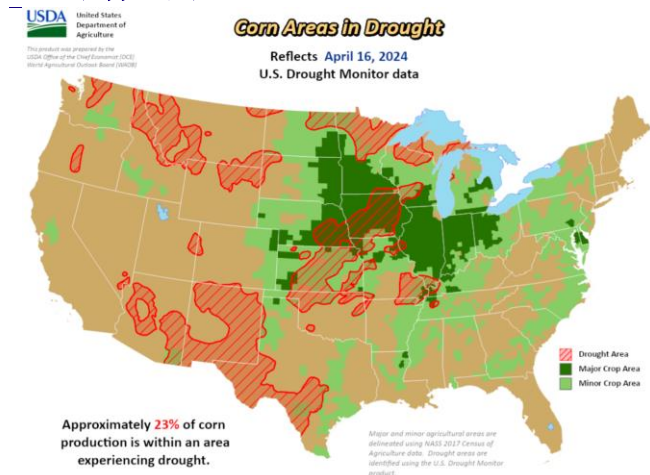 USDA
United States
Department of
Agriculture
This product was prepared by the
USDA Office of the Chief Economist (OCE)
World Agricultural Outlook Board (WAOB)
Corn Areas in Drought
Reflects April 16, 2024
U.S. Drought Monitor data
Drought Area
Major Crop Area
Minor Crop Area
Approximately 23% of corn
production is within an area
experiencing drought.
Major and minor agricultural areas are
delineated using NASS 2017 Census of
Agriculture data. Drought areas are
identified using the U.S. Drought Monitor
product.